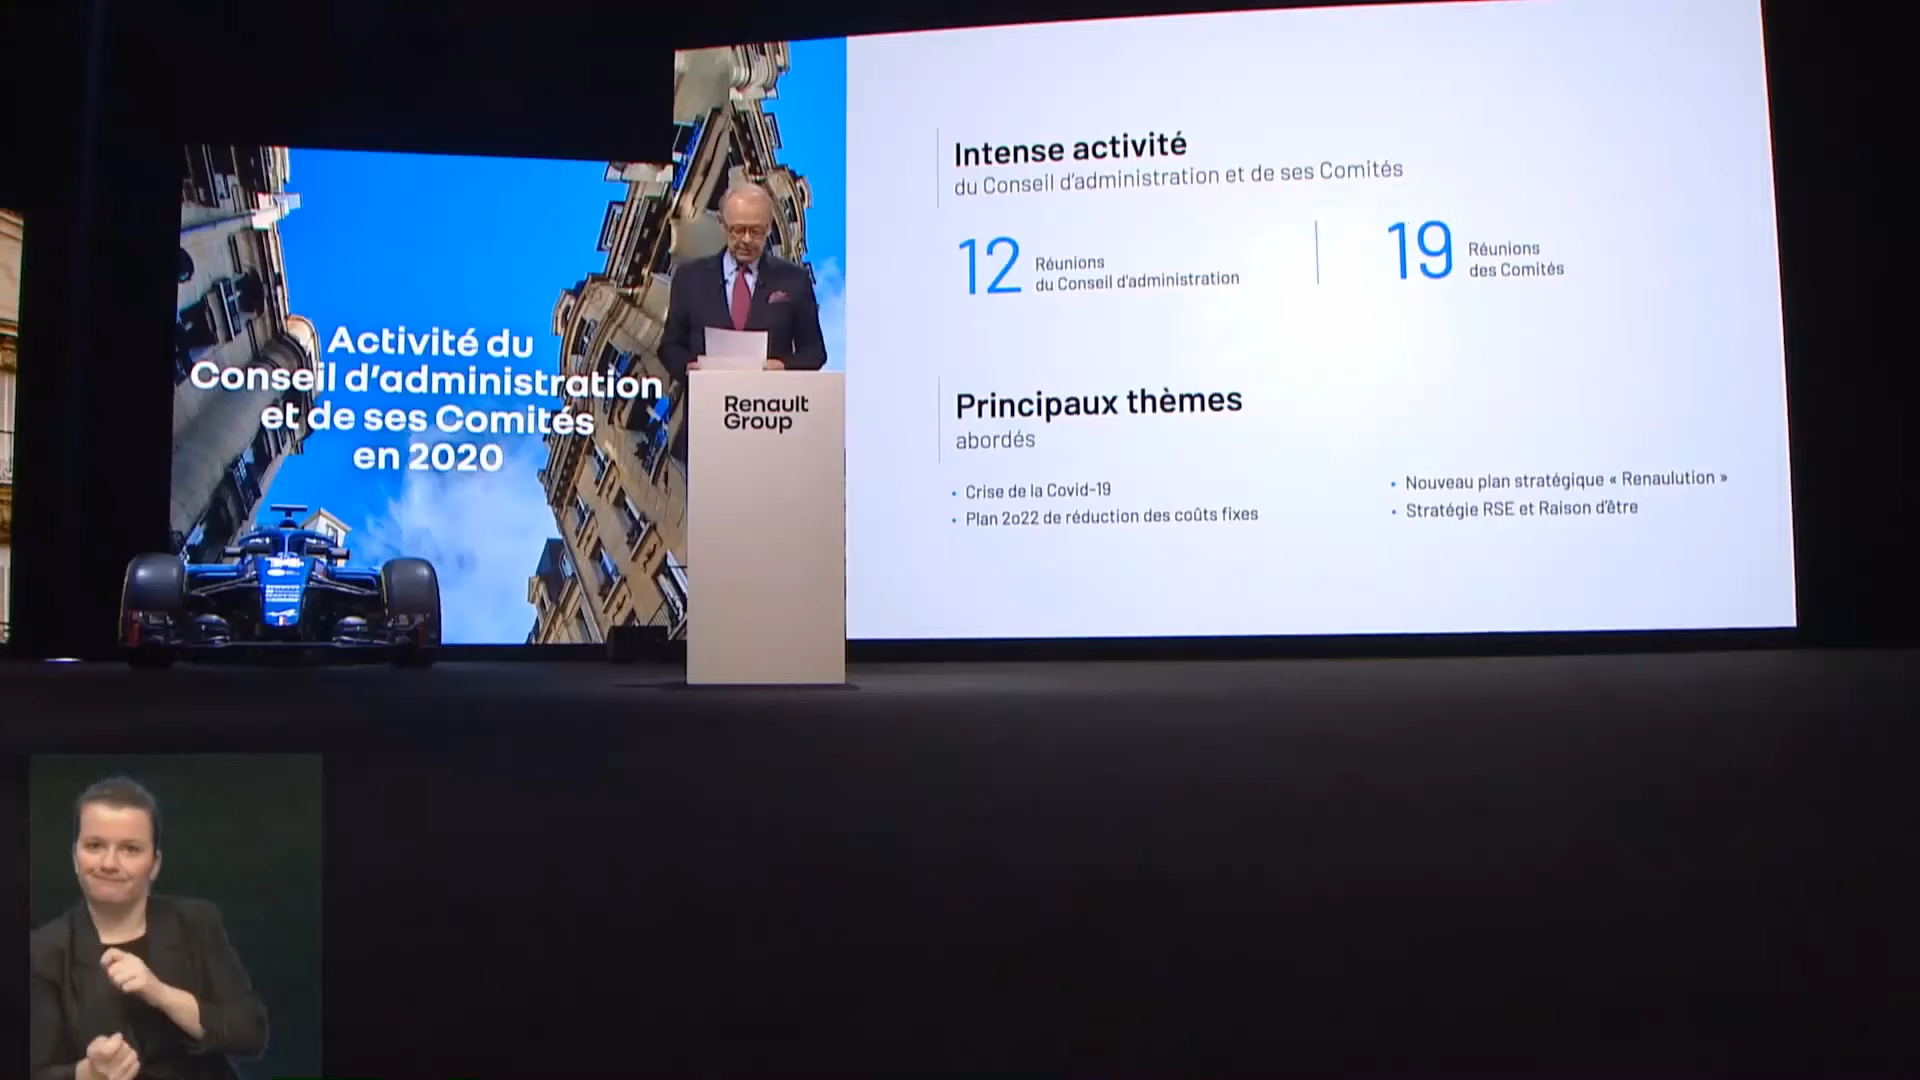 Activité du
Conseil d'administration
et de ses Comités
en 2020
Renault
Group
Intense activité
du Conseil d'administration et de ses Comités
12
Réunions
du Conseil d'administration
19
Réunions
des Comités
Principaux thèmes
abordés
• Crise de la Covid-19
• Plan 2o22 de réduction des coûts fixes
• Nouveau plan stratégique « Renaulution »
• Stratégie RSE et Raison d'être